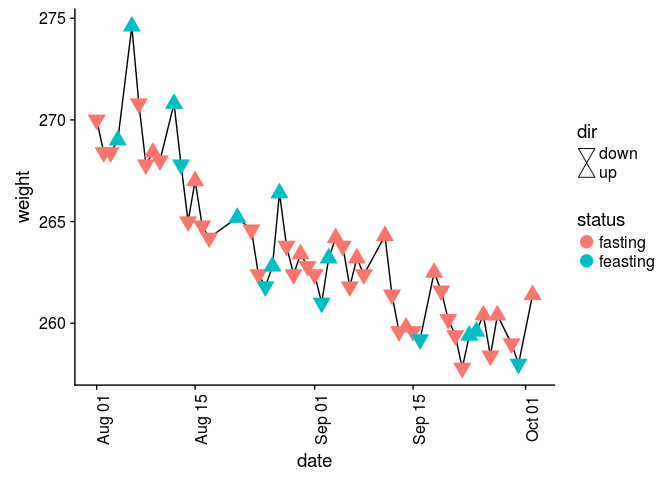 275
270
265
260
weight
Aug 01
Aug 15
Sep 01
Sep 15
Oct 01
date
dir
down
up
status
fasting
feasting